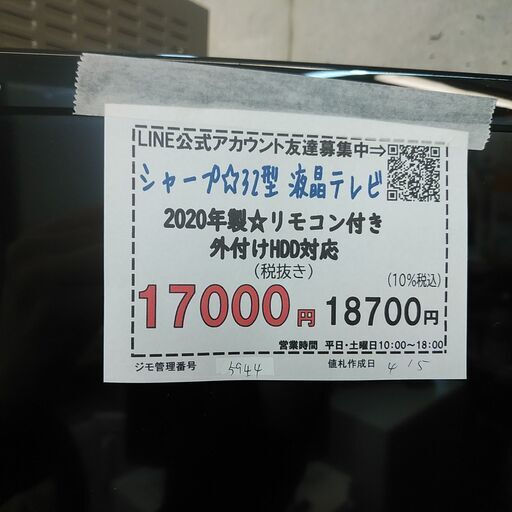 LINE公式アカウント友達募集中⇒
シャープ☆32型 液晶テレビ
2020年製☆リモコン付き
外付けHDD対応
(税抜き)
(10%税込)
17000円 18700円
営業時間 平日・土曜日10:00～18:00
ジモ管理番号 5944 値札作成日 4/5